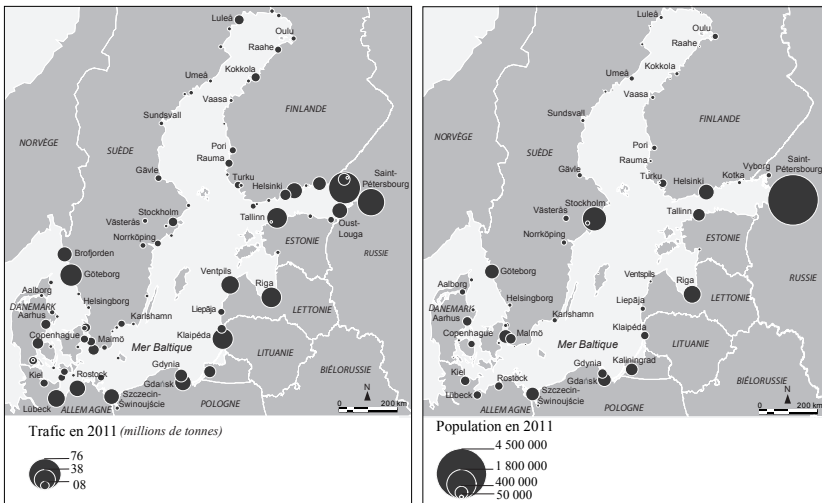 Luleå
Oulu
Raahe
Umeå
Kokkola
Vaasa
FINLANDE
NORVÈGE
Sundsvall
SUÈDE
Pori
Rauma
Gävle
Turku
Helsinki
Saint-
Pétersbourg
Stockholm
Västerås
Tallinn
Oust-
Louga
Norrköping
ESTONIE
RUSSIE
Brofjorden
Göteborg
Ventpils
Riga
Aalborg
LETTONIE
DANEMARK
Helsingborg
Liepāja
Aarhus
Karlshamn
Copenhague
Malmö
Klaipéda
Mer Baltique
LITUANIE
Gdynia
BIÉLORUSSIE
Kiel
Rostock
Gdańsk
Szczecin-
Świnoujście
Lübeck
ALLEMAGNE
POLOGNE
N
0 200 km
Trafic en 2011 (millions de tonnes)
76
38
08
Luleå
Oulu
Raahe
Umeå
Kokkola
Vaasa
FINLANDE
NORVÈGE
Sundsvall
SUÈDE
Pori
Rauma
Vyborg
Saint-
Pétersbourg
Gävle
Turku
Helsinki
Kotka
Stockholm
Västerås
Tallinn
Norrköping
ESTONIE
RUSSIE
Göteborg
Ventspils
Riga
Aalborg
LETTONIE
DANEMARK
Helsingborg
Liepāja
Aarhus
Karlshamn
Copenhague
Malmö
Klaipéda
Mer Baltique
LITUANIE
Gdynia
Kaliningrad
BIÉLORUSSIE
Kiel
Rostock
Gdańsk
Szczecin-
Świnoujście
Lübeck
ALLEMAGNE
POLOGNE
N
0 200 km
Population en 2011
4 500 000
1 800 000
400 000
50 000